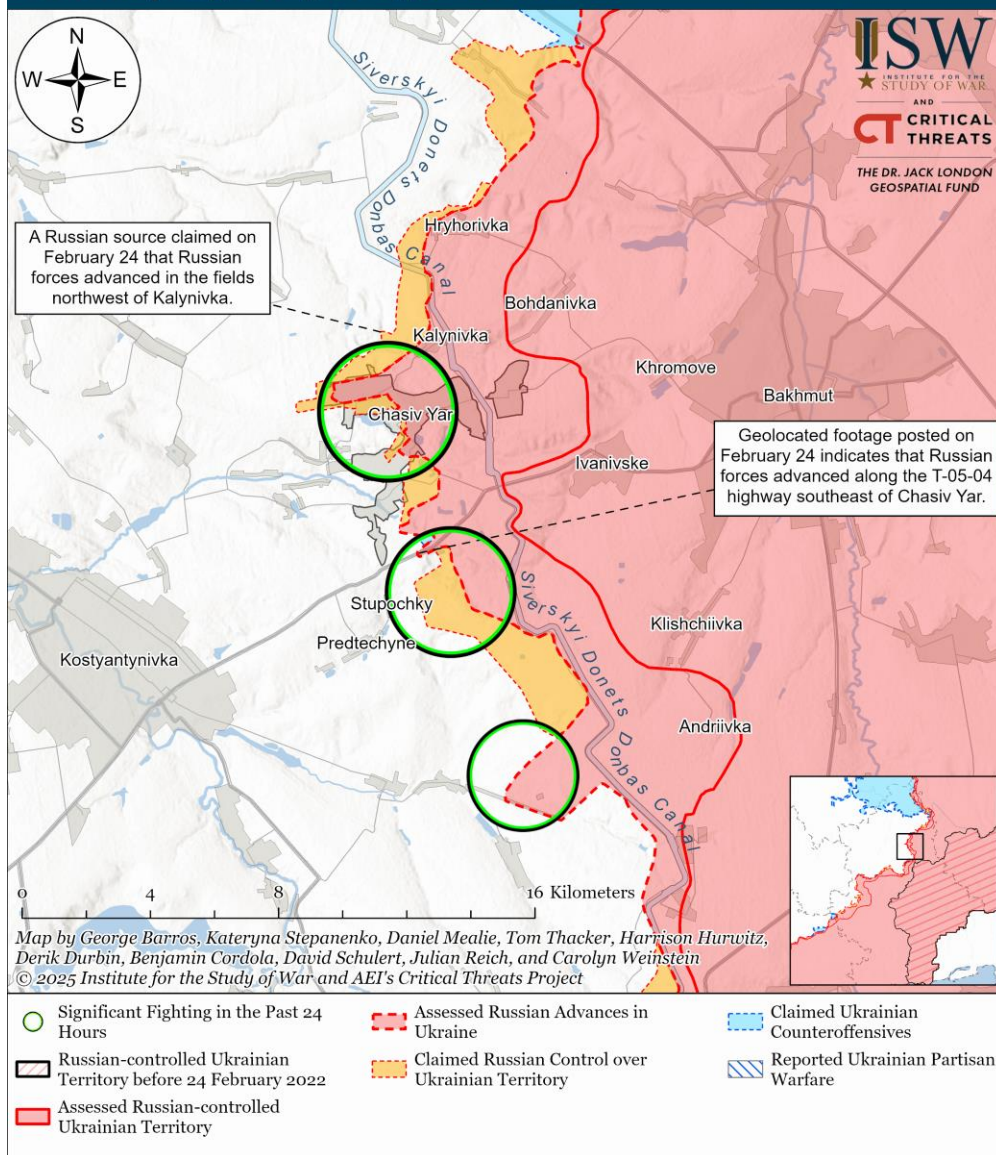 N
W E
S
ISW
INSTITUTE FOR THE
STUDY OF WAR
AND
CT CRITICAL
THREATS
THE DR. JACK LONDON
GEOSPATIAL FUND
Siverskyi Donets Donbas Canal
A Russian source claimed on
February 24 that Russian
forces advanced in the fields
northwest of Kalynivka.
Hryhorivka
Bohdanivka
Kalynivka
Khromove
Bakhmut
Chasiv Yar
Geolocated footage posted on
February 24 indicates that Russian
forces advanced along the T-05-04
highway southeast of Chasiv Yar.
Ivanivske
Stupochky
Predtechyne
Klishchiivka
Kostyantynivka
Siverskyi Donets Donbas Canal
Andriivka
0 4 8 16 Kilometers
Map by George Barros, Kateryna Stepanenko, Daniel Mealie, Tom Thacker, Harrison Hurwitz,
Derik Durbin, Benjamin Cordola, David Schulert, Julian Reich, and Carolyn Weinstein
© 2025 Institute for the Study of War and AEI's Critical Threats Project
Significant Fighting in the Past 24
Hours
Russian-controlled Ukrainian
Territory before 24 February 2022
Assessed Russian-controlled
Ukrainian Territory
Assessed Russian Advances in
Ukraine
Claimed Russian Control over
Ukrainian Territory
Claimed Ukrainian
Counteroffensives
Reported Ukrainian Partisan
Warfare